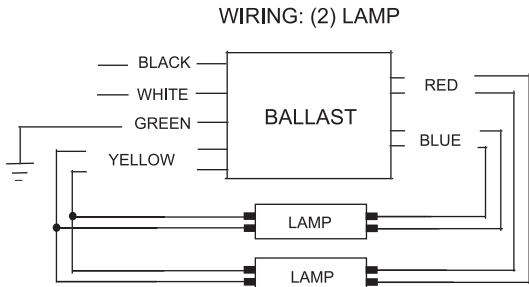 WIRING: (2) LAMP
BLACK
WHITE
GREEN
YELLOW
BALLAST
RED
BLUE
LAMP
LAMP